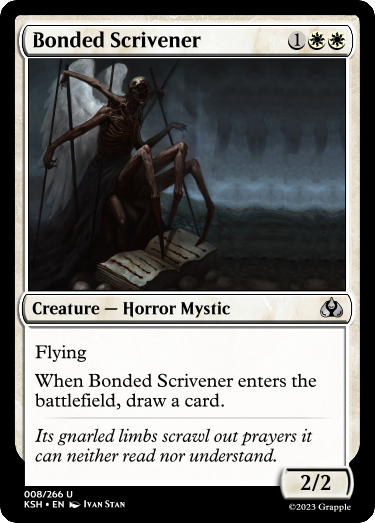 Bonded Scrivener 1
Creature — Horror Mystic
Flying
When Bonded Scrivener enters the
battlefield, draw a card.
Its gnarled limbs scrawl out prayers it
can neither read nor understand.
2/2
008/266 U
KSH • EN Ivan Stan
©2023 Grapple